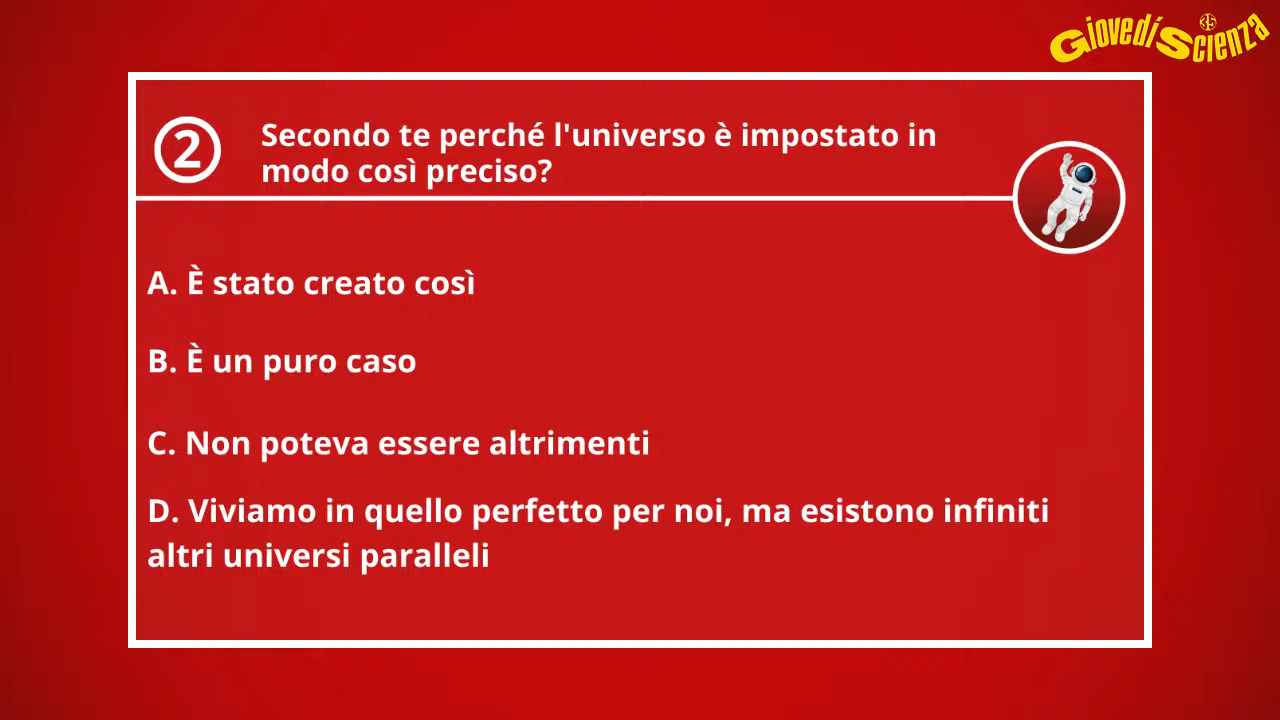 GiovedìScienza
2
Secondo te perché l'universo è impostato in
modo così preciso?
A. È stato creato così
B. È un puro caso
C. Non poteva essere altrimenti
D. Viviamo in quello perfetto per noi, ma esistono infiniti
altri universi paralleli